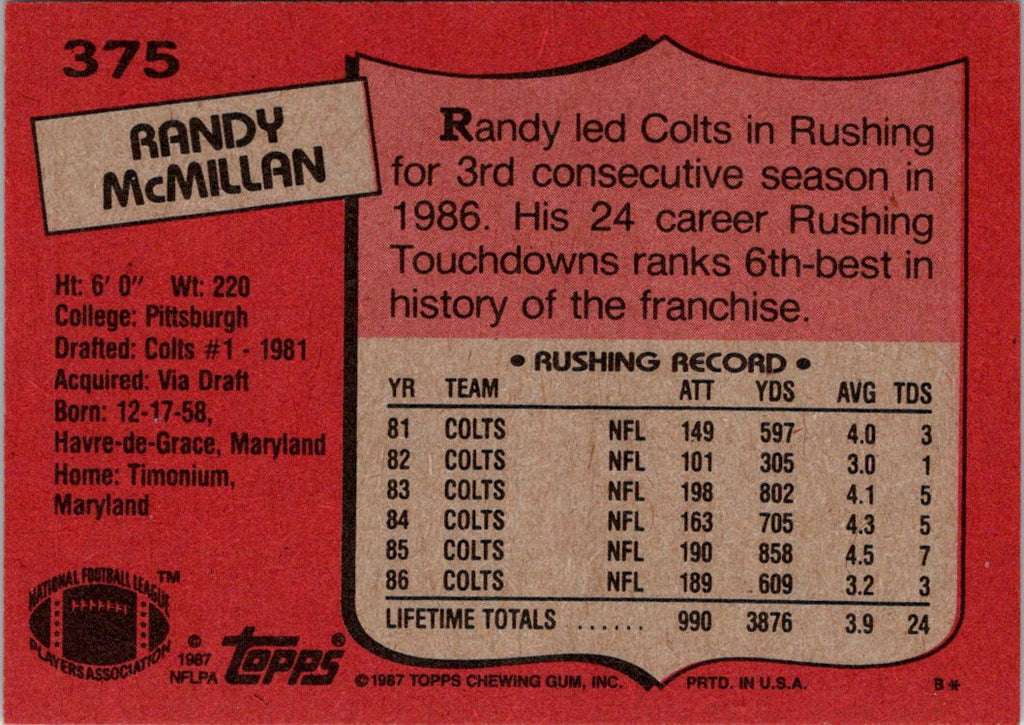 375
RANDY
McMILLAN
Randy led Colts in Rushing
for 3rd consecutive season in
1986. His 24 career Rushing
Touchdowns ranks 6th-best in
history of the franchise.
Ht: 6' 0" Wt: 220
College: Pittsburgh
Drafted: Colts #1 - 1981
Acquired: Via Draft
Born: 12-17-58,
Havre-de-Grace, Maryland
Home: Timonium,
Maryland
• RUSHING RECORD •
YR TEAM ATT YDS AVG TDS
81 COLTS NFL 149 597 4.0 3
82 COLTS NFL 101 305 3.0 1
83 COLTS NFL 198 802 4.1 5
84 COLTS NFL 163 705 4.3 5
85 COLTS NFL 190 858 4.5 7
86 COLTS NFL 189 609 3.2 3
LIFETIME TOTALS ...... 990 3876 3.9 24
NATIONAL FOOTBALL LEAGUE ™
PLAYERS ASSOCIATION
©
1987
NFLPA
topps®
©1987 TOPPS CHEWING GUM, INC. PRTD. IN U.S.A. B*